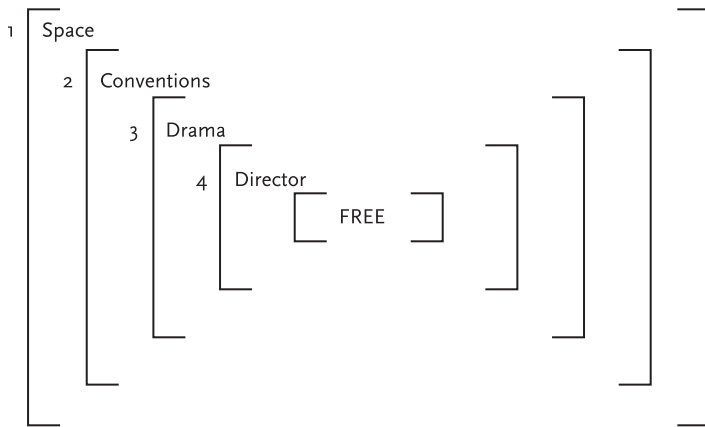 1 Space
2 Conventions
3 Drama
4 Director
FREE